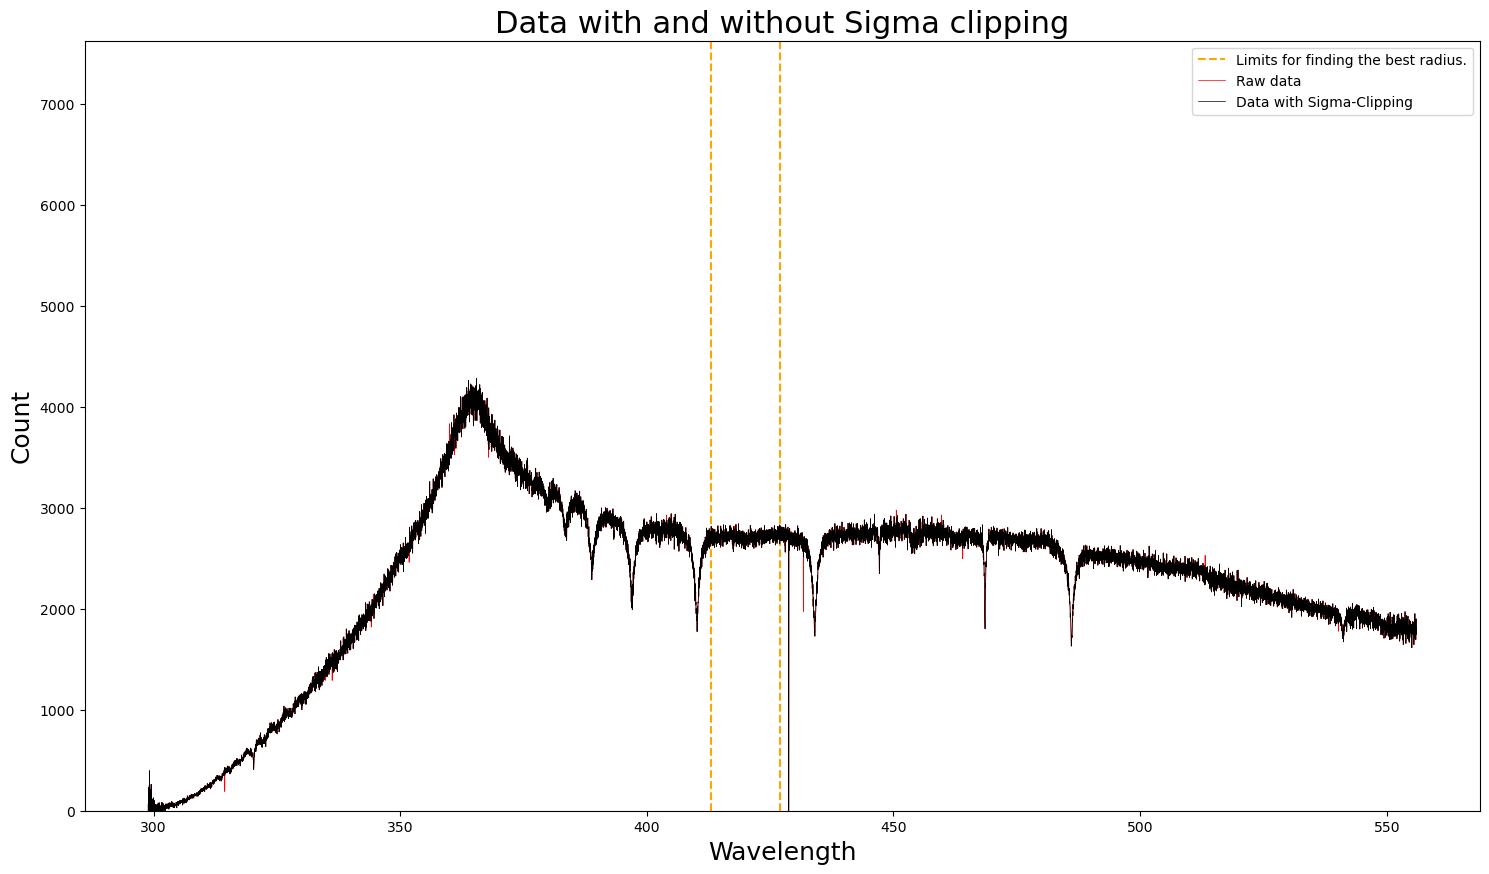 Data with and without Sigma clipping
Limits for finding the best radius.
Raw data
Data with Sigma-Clipping
7000
6000
5000
4000
3000
2000
1000
0
Count
300
350
400
450
500
550
Wavelength